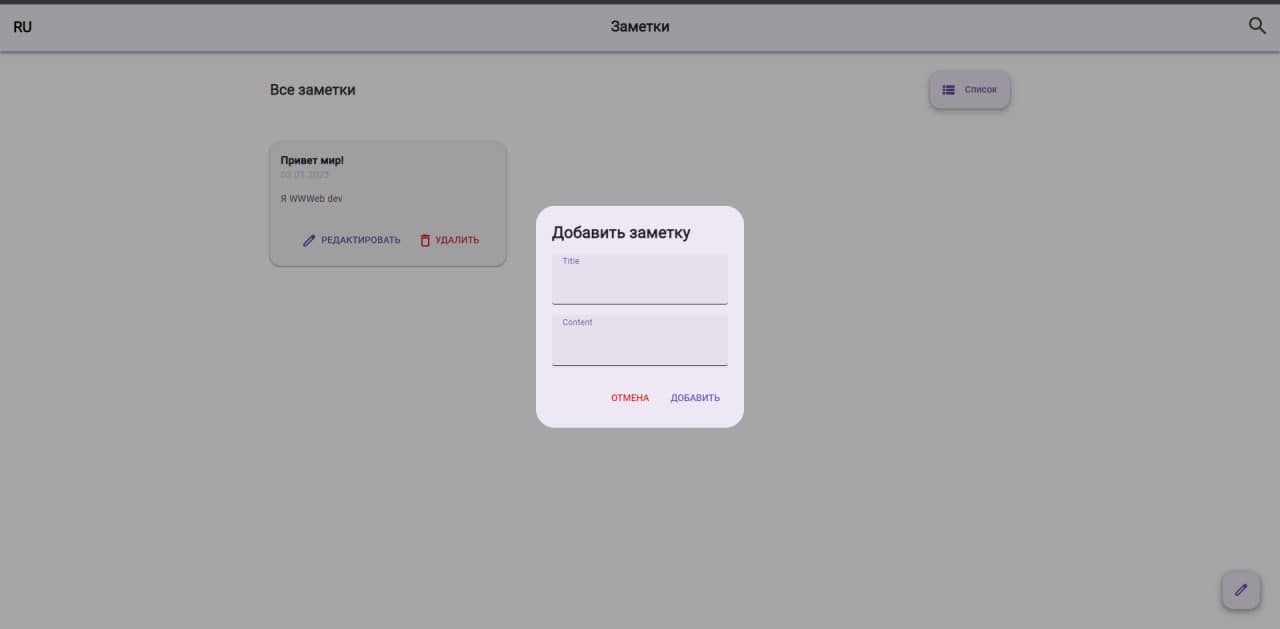 RU
Заметки
Все заметки
Список
Привет мир!
03.01.2023
Я WWWeb dev
РЕДАКТИРОВАТЬ
УДАЛИТЬ
Добавить заметку
Title
Content
ОТМЕНА
ДОБАВИТЬ